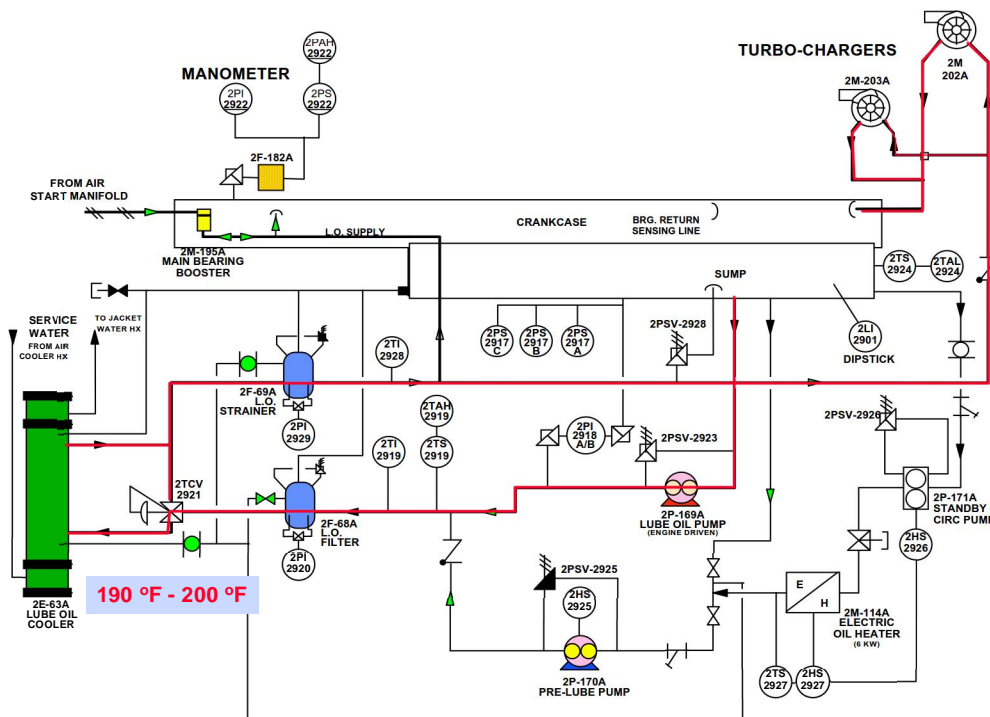 2PAH
2922
TURBO-CHARGERS
2M
202A
MANOMETER
2PI
2922
2PS
2922
2M-203A
2F-182A
FROM AIR
START MANIFOLD
CRANKCASE
BRG. RETURN
SENSING LINE
L.O. SUPPLY
2M-195A
MAIN BEARING
BOOSTER
2TS
2924
2TAL
2924
SUMP
SERVICE
WATER
FROM AIR
COOLER HX
TO JACKET
WATER HX
2PS
2917
C
2PS
2917
B
2PS
2917
A
2PSV-2928
2LI
2901
DIPSTICK
2TI
2928
2F-69A
L.O.
STRAINER
2PI
2929
2TAH
2919
2TI
2919
2TS
2919
2PI
2918
A/B
2PSV-2923
2PSV-2926
2TCV
2921
2P-169A
LUBE OIL PUMP
(ENGINE DRIVEN)
2P-171A
STANDBY
CIRC PUMP
2F-68A
L.O.
FILTER
2PI
2920
2HS
2926
2PSV-2925
190 ºF - 200 ºF
2E-63A
LUBE OIL
COOLER
2HS
2925
E
H
2M-114A
ELECTRIC
OIL HEATER
(6 KW)
2P-170A
PRE-LUBE PUMP
2TS
2927
2HS
2927